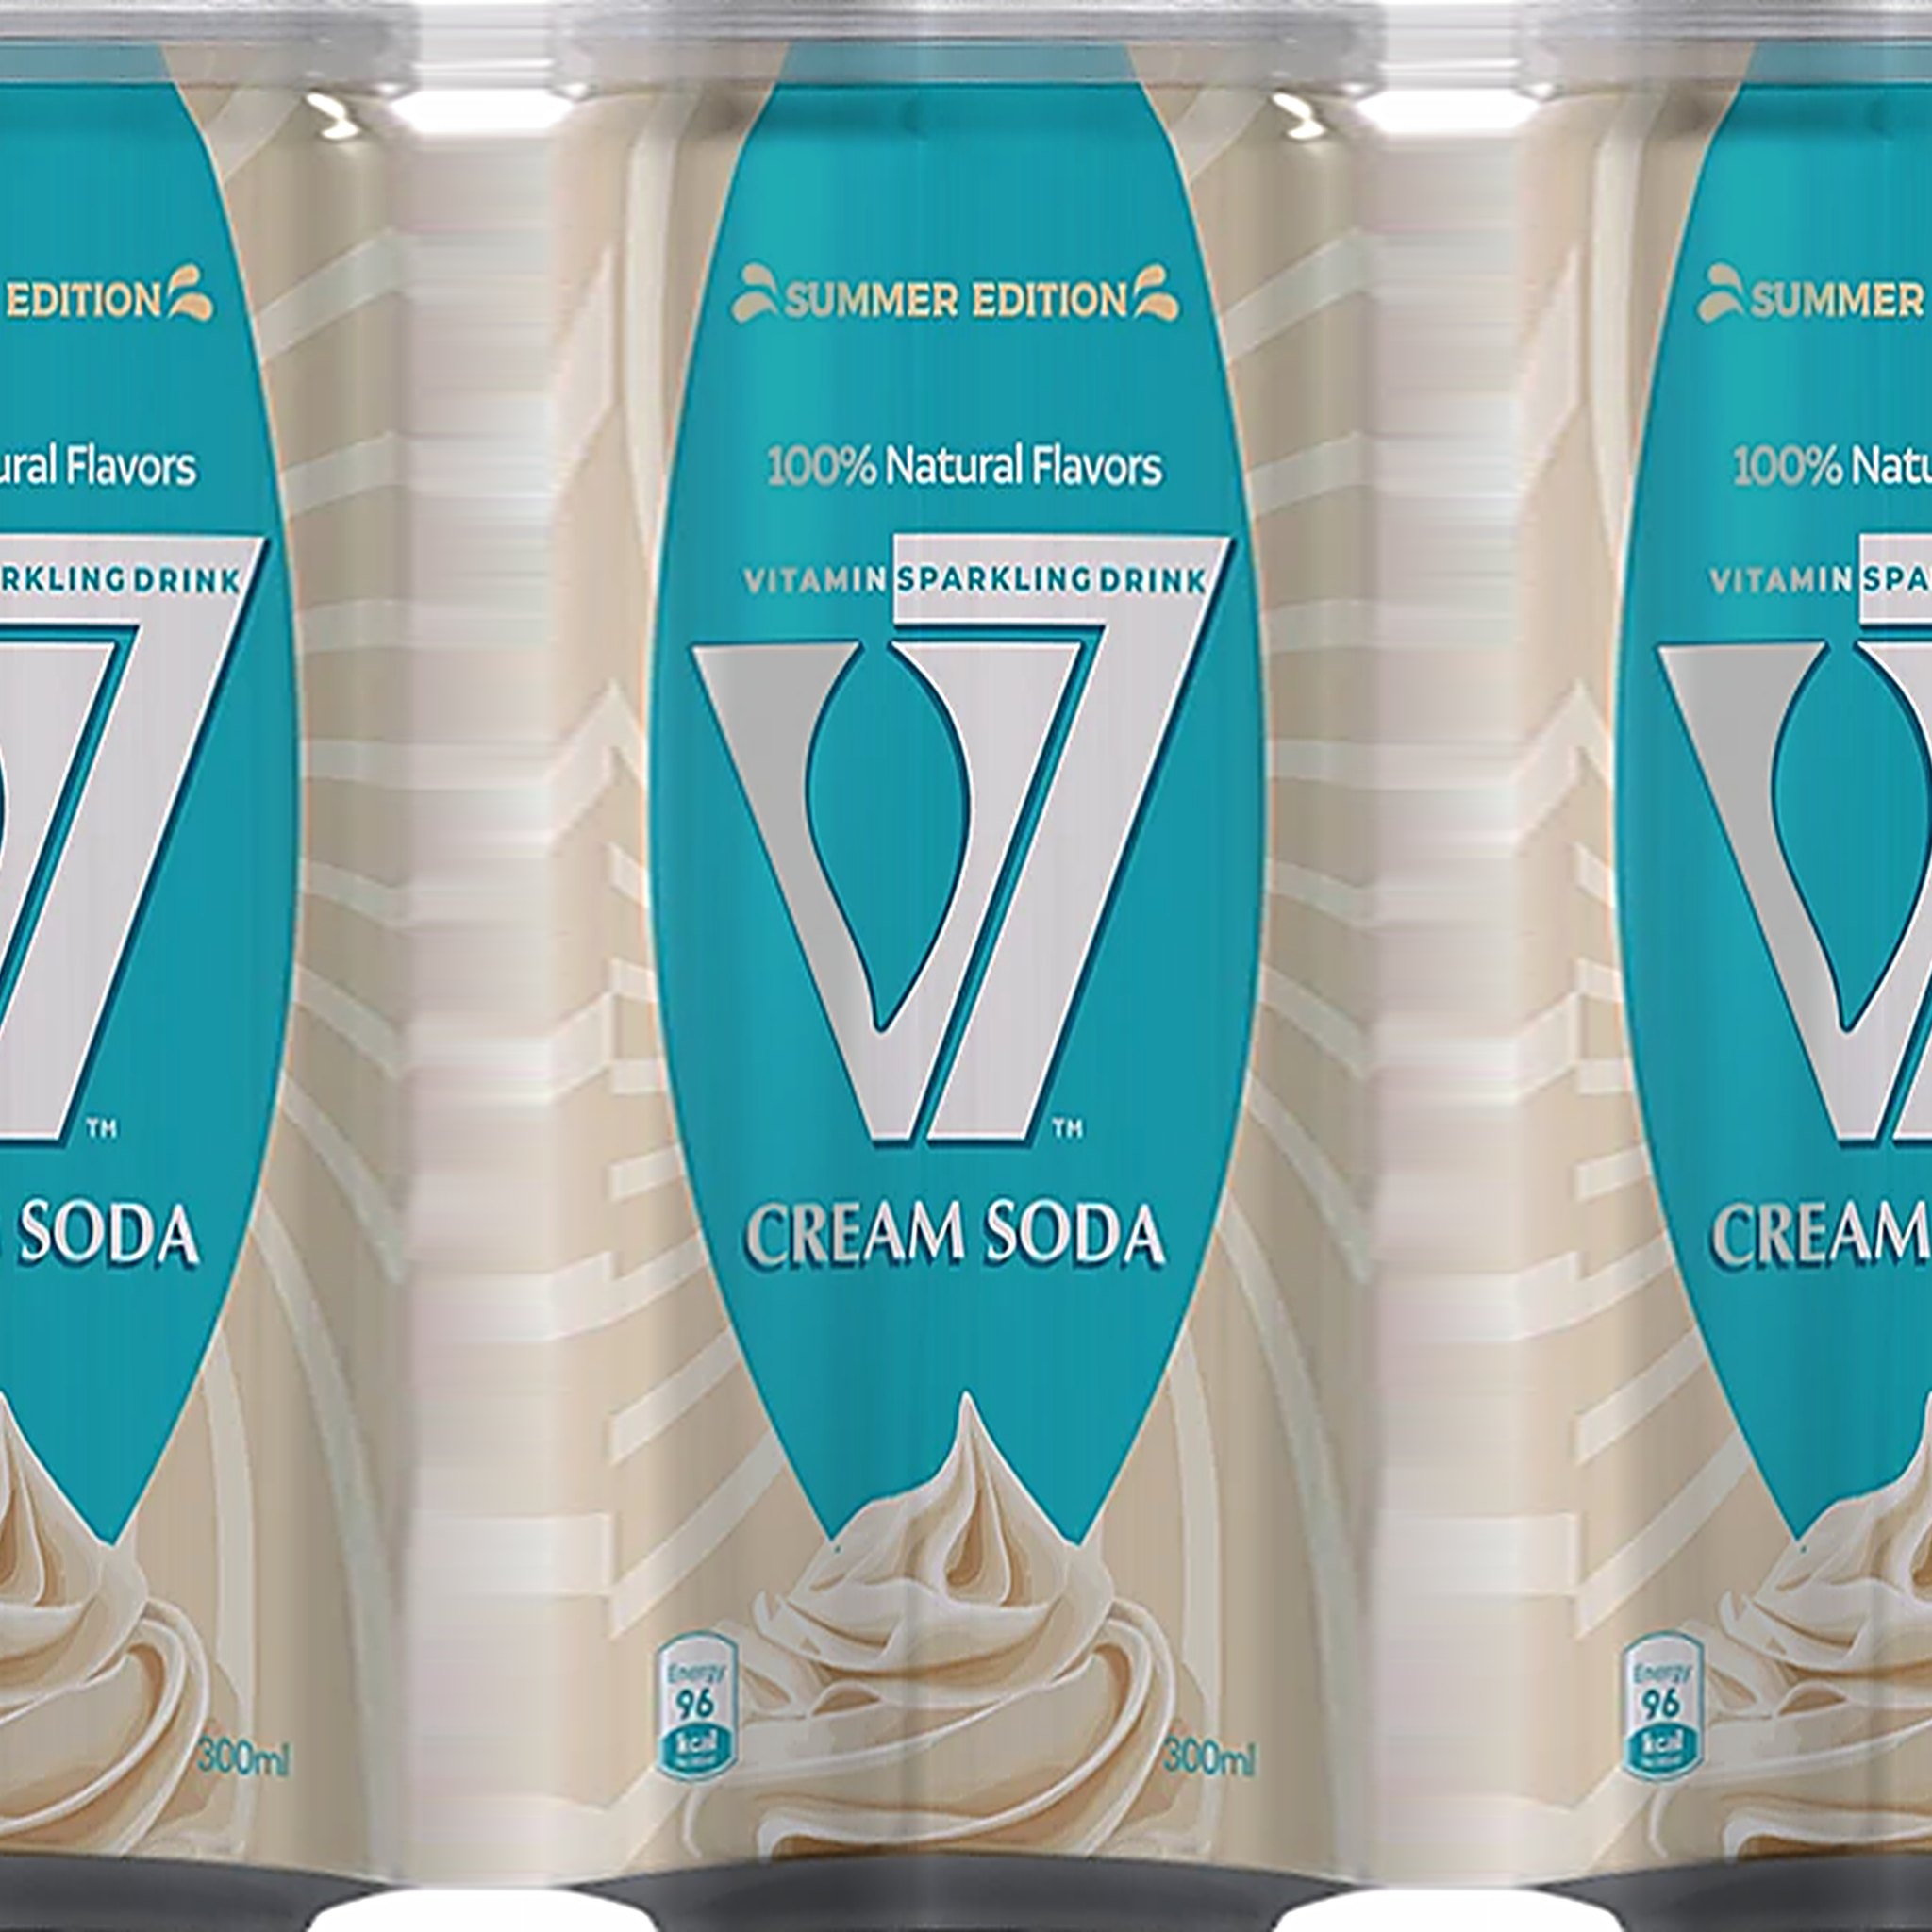 EDITION
SUMMER EDITION
SUMMER
ural Flavors
100% Natural Flavors
100% Natu
RKLING DRINK
VITAMIN SPARKLING DRINK
VITAMIN SPA
7
V7
V
TM
TM
SODA
CREAM SODA
CREAM
Energy
96
kcal
Energy
96
kcal
300ml
300ml